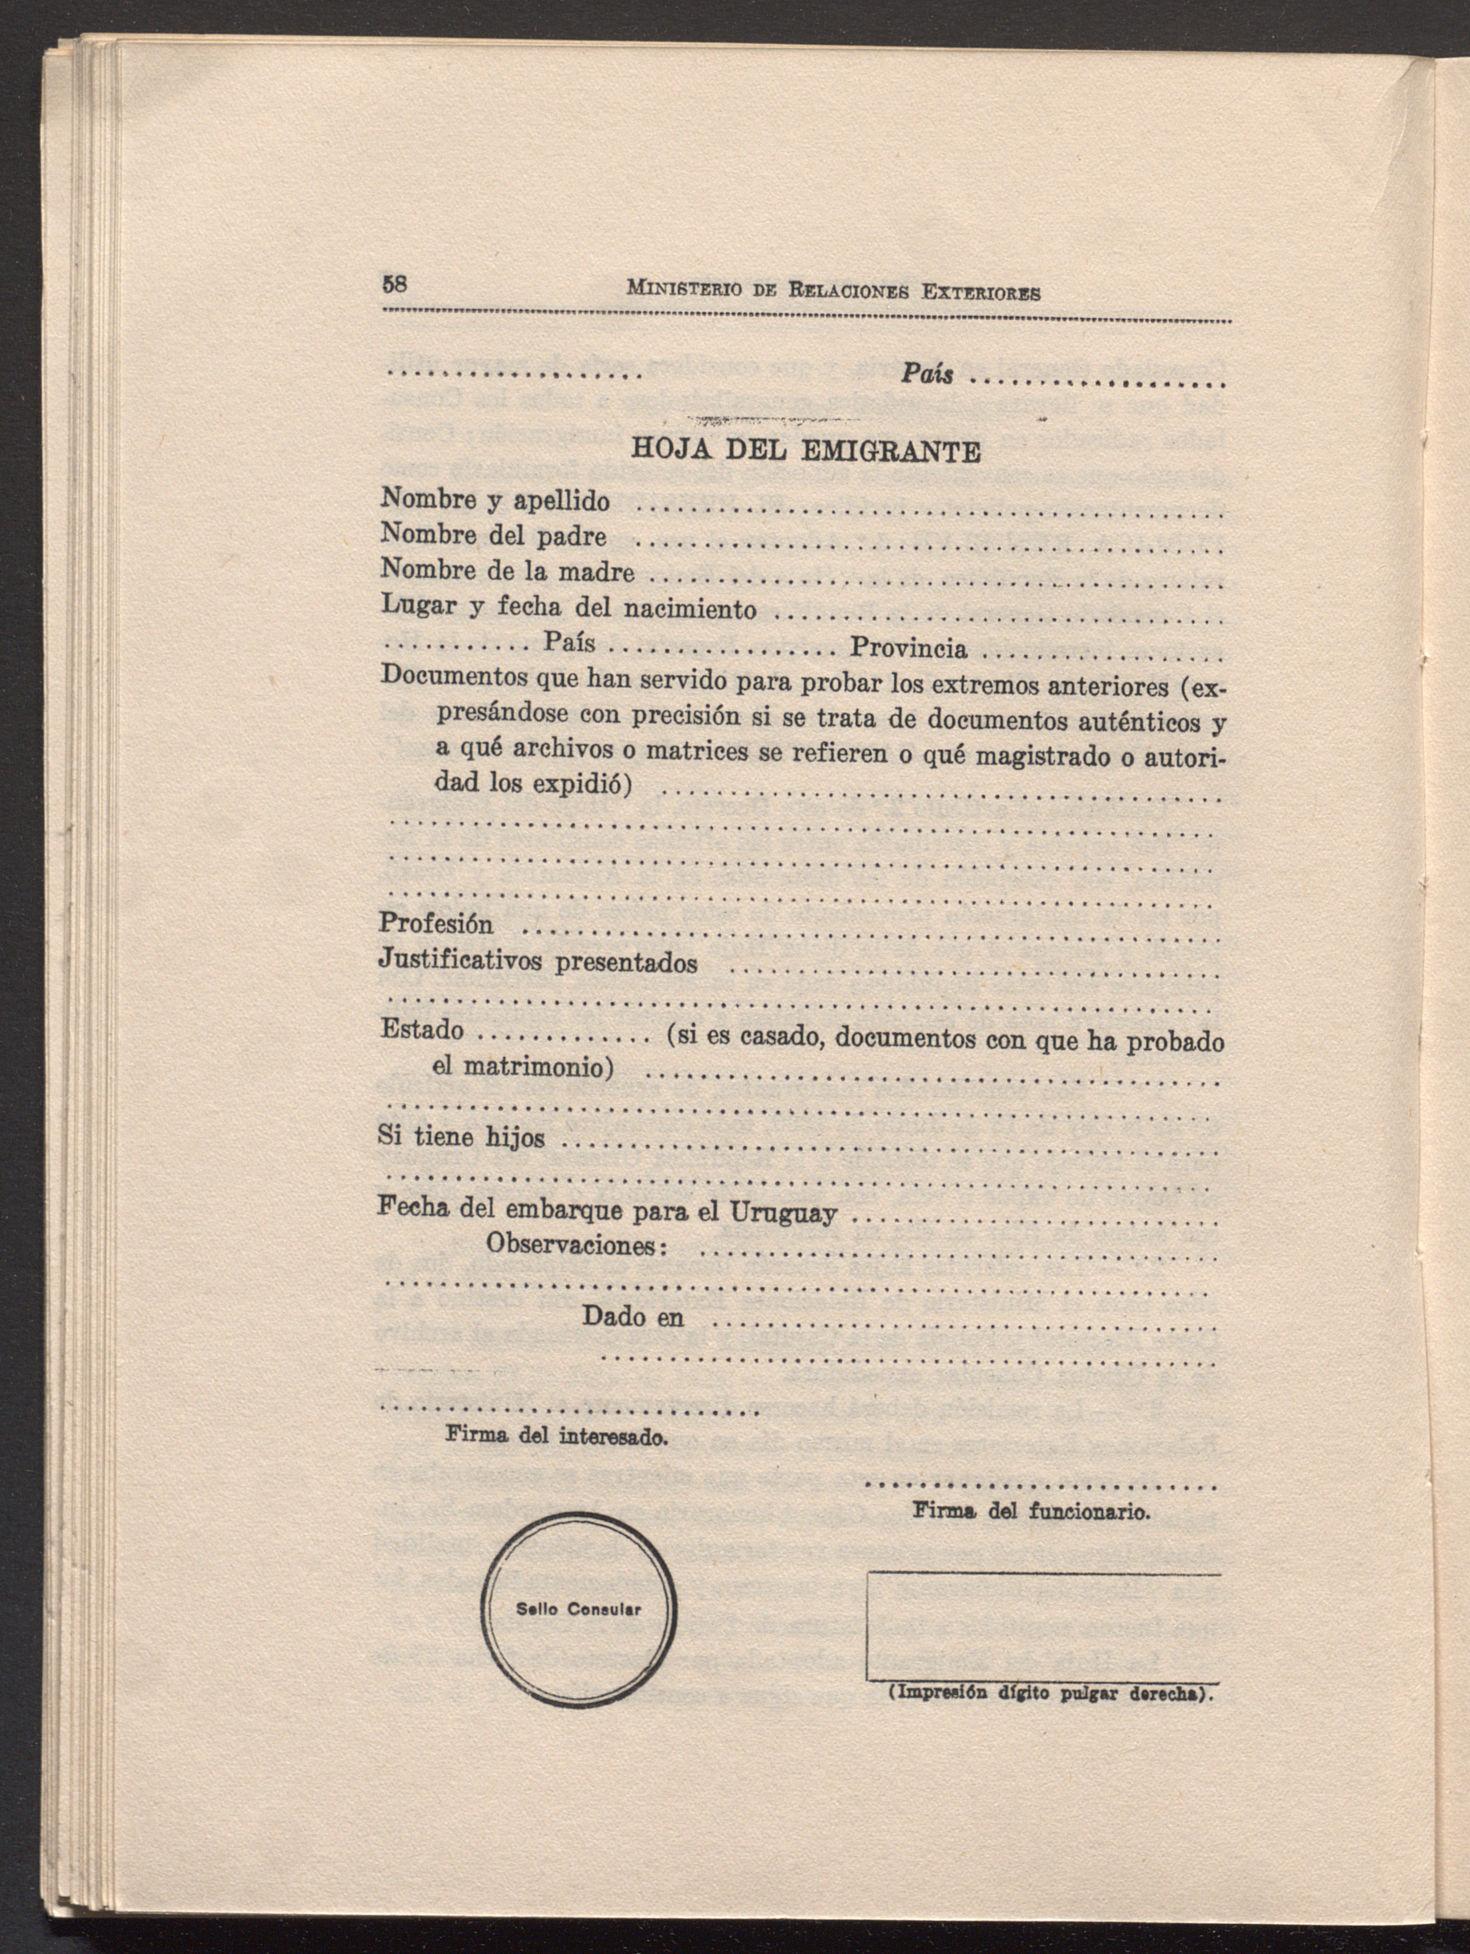 58 MINISTERIO DE RELACIONES EXTERIORES
................... País ...................
HOJA DEL EMIGRANTE
Nombre y apellido ............................................
Nombre del padre ............................................
Nombre de la madre ...........................................
Lugar y fecha del nacimiento ..................................
........... País ................. Provincia ..................
Documentos que han servido para probar los extremos anteriores (ex-
presándose con precisión si se trata de documentos auténticos y
a qué archivos o matrices se refieren o qué magistrado o autori-
dad los expidió) ..........................................
..............................................................
..............................................................
..............................................................
Profesión ....................................................
Justificativos presentados .....................................
..............................................................
Estado ............. (si es casado, documentos con que ha probado
el matrimonio) ...........................................
..............................................................
Si tiene hijos .................................................
..............................................................
Fecha del embarque para el Uruguay ...........................
Observaciones: .......................................
..............................................................
Dado en ......................................
..............................................
............................
Firma del interesado.
..........................
Firma del funcionario.
Sello Consular
(Impresión dígito pulgar derecha).